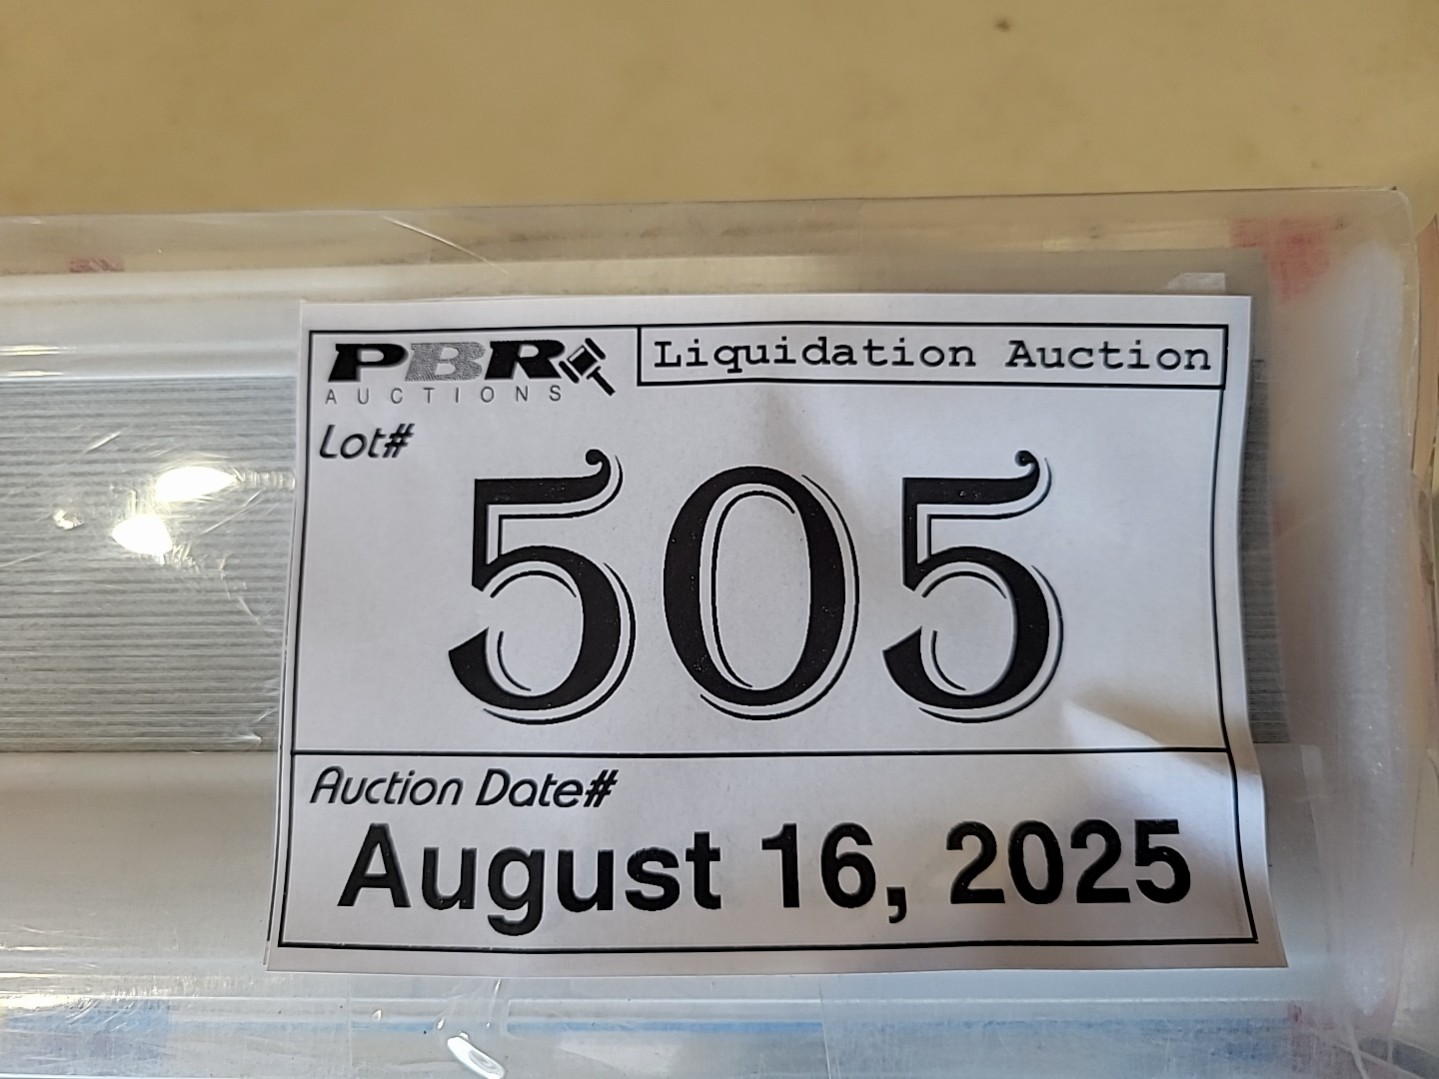 PBR
AUCTIONS
Liquidation Auction
Lot#
505
Auction Date#
August 16, 2025